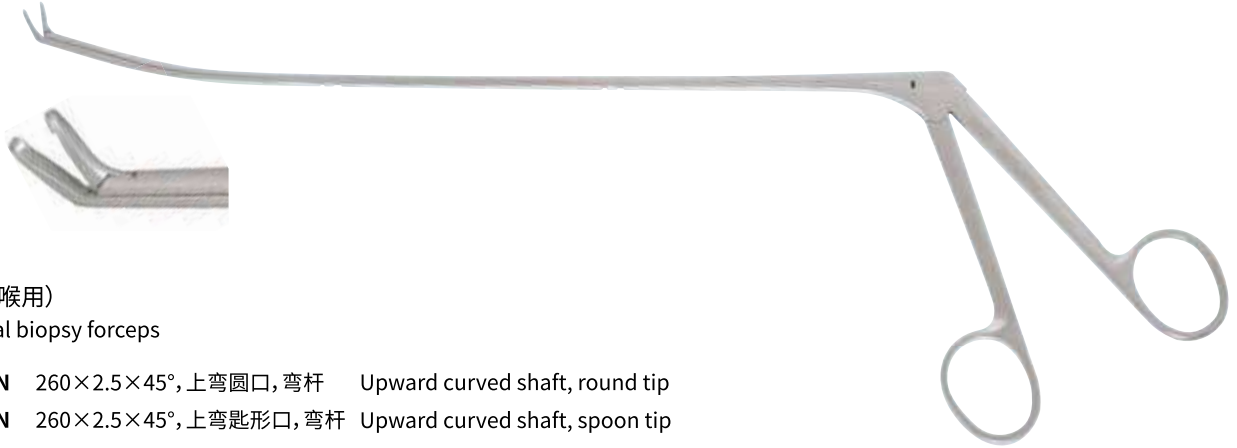 喉用）
al biopsy forceps
N 260×2.5×45°，上弯圆口，弯杆 Upward curved shaft, round tip
N 260×2.5×45°，上弯匙形口，弯杆 Upward curved shaft, spoon tip